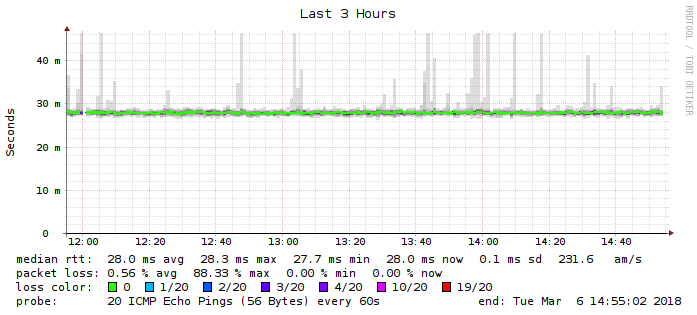 Last 3 Hours
RRDTOOL / TOBI OETIKER
Seconds
40 m
30 m
20 m
10 m
0
12:00 12:20 12:40 13:00 13:20 13:40 14:00 14:20 14:40
median rtt: 28.0 ms avg 28.3 ms max 27.7 ms min 28.0 ms now 0.1 ms sd 231.6 am/s
packet loss: 0.56 % avg 88.33 % max 0.00 % min 0.00 % now
loss color: 0 1/20 2/20 3/20 4/20 10/20 19/20
probe: 20 ICMP Echo Pings (56 Bytes) every 60s end: Tue Mar 6 14:55:02 2018